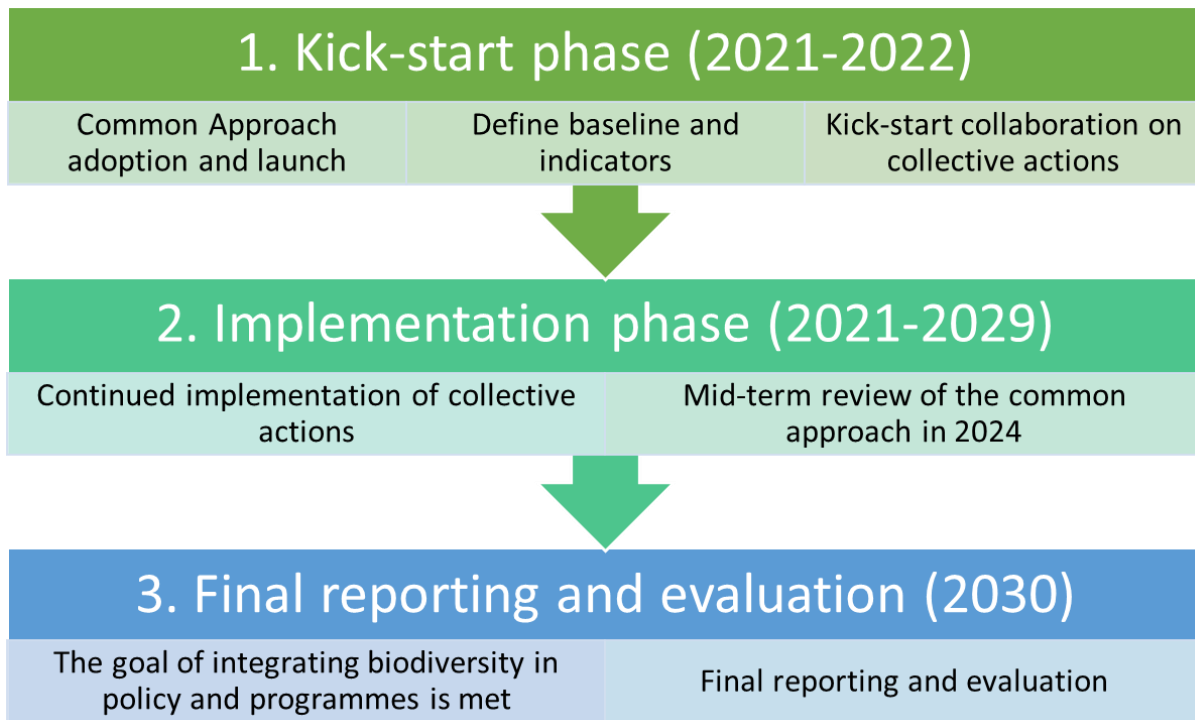 1. Kick-start phase (2021-2022)
Common Approach
adoption and launch
Define baseline and
indicators
Kick-start collaboration on
collective actions
2. Implementation phase (2021-2029)
Continued implementation of collective
actions
Mid-term review of the common
approach in 2024
3. Final reporting and evaluation (2030)
The goal of integrating biodiversity in
policy and programmes is met
Final reporting and evaluation